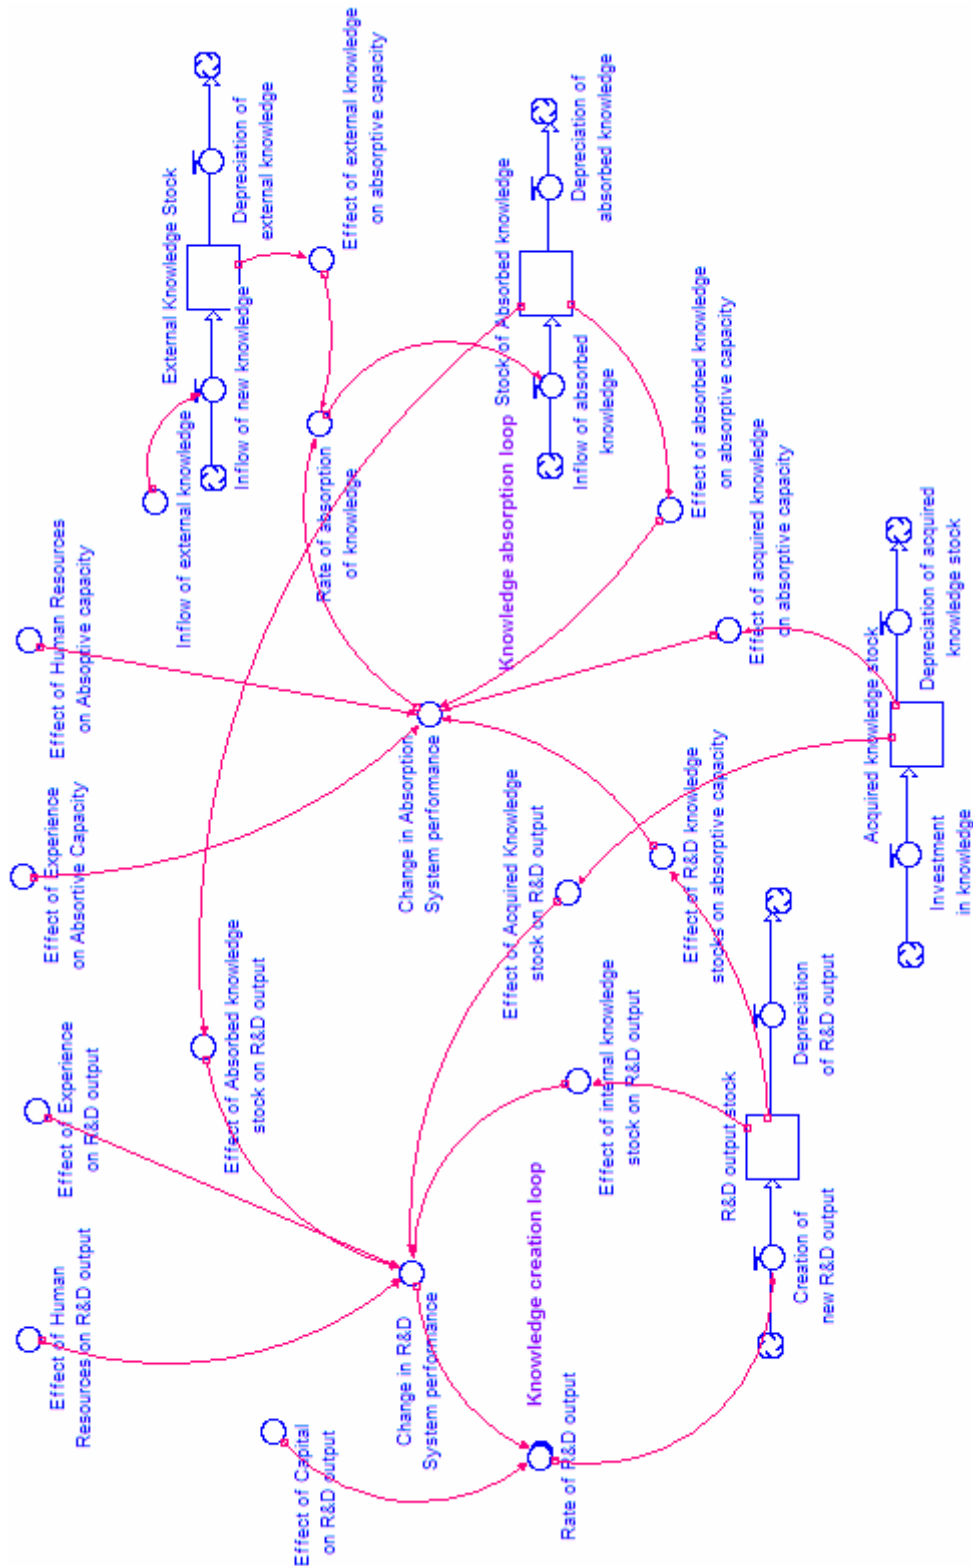 Effect of Human
Resources on R&D output
Effect of Experience
on R&D output
Effect of Experience
on Absortive Capacity
Effect of Human Resources
on Absoptive capacity
Effect of Capital
on R&D output
Effect of Absorbed knowledge
stock on R&D output
Inflow of external knowledge
External Knowledge Stock
Inflow of new knowledge
Depreciation of
external knowledge
Change in R&D
System performance
Change in Absorption
System performance
Rate of absorption
of knowledge
Effect of external knowledge
on absorptive capacity
Knowledge creation loop
Effect of Acquired Knowledge
stock on R&D output
Knowledge absorption loop
Stock of Absorbed knowledge
Rate of R&D output
Effect of internal knowledge
stock on R&D output
Inflow of absorbed
knowledge
Depreciation of
absorbed knowledge
Effect of R&D knowledge
stocks on absorptive capacity
Effect of absorbed knowledge
on absorptive capacity
R&D output stock
Effect of acquired knowledge
on absorptive capacity
Creation of
new R&D output
Depreciation
of R&D output
Acquired knowledge stock
Investment
in knowledge
Depreciation of acquired
knowledge stock